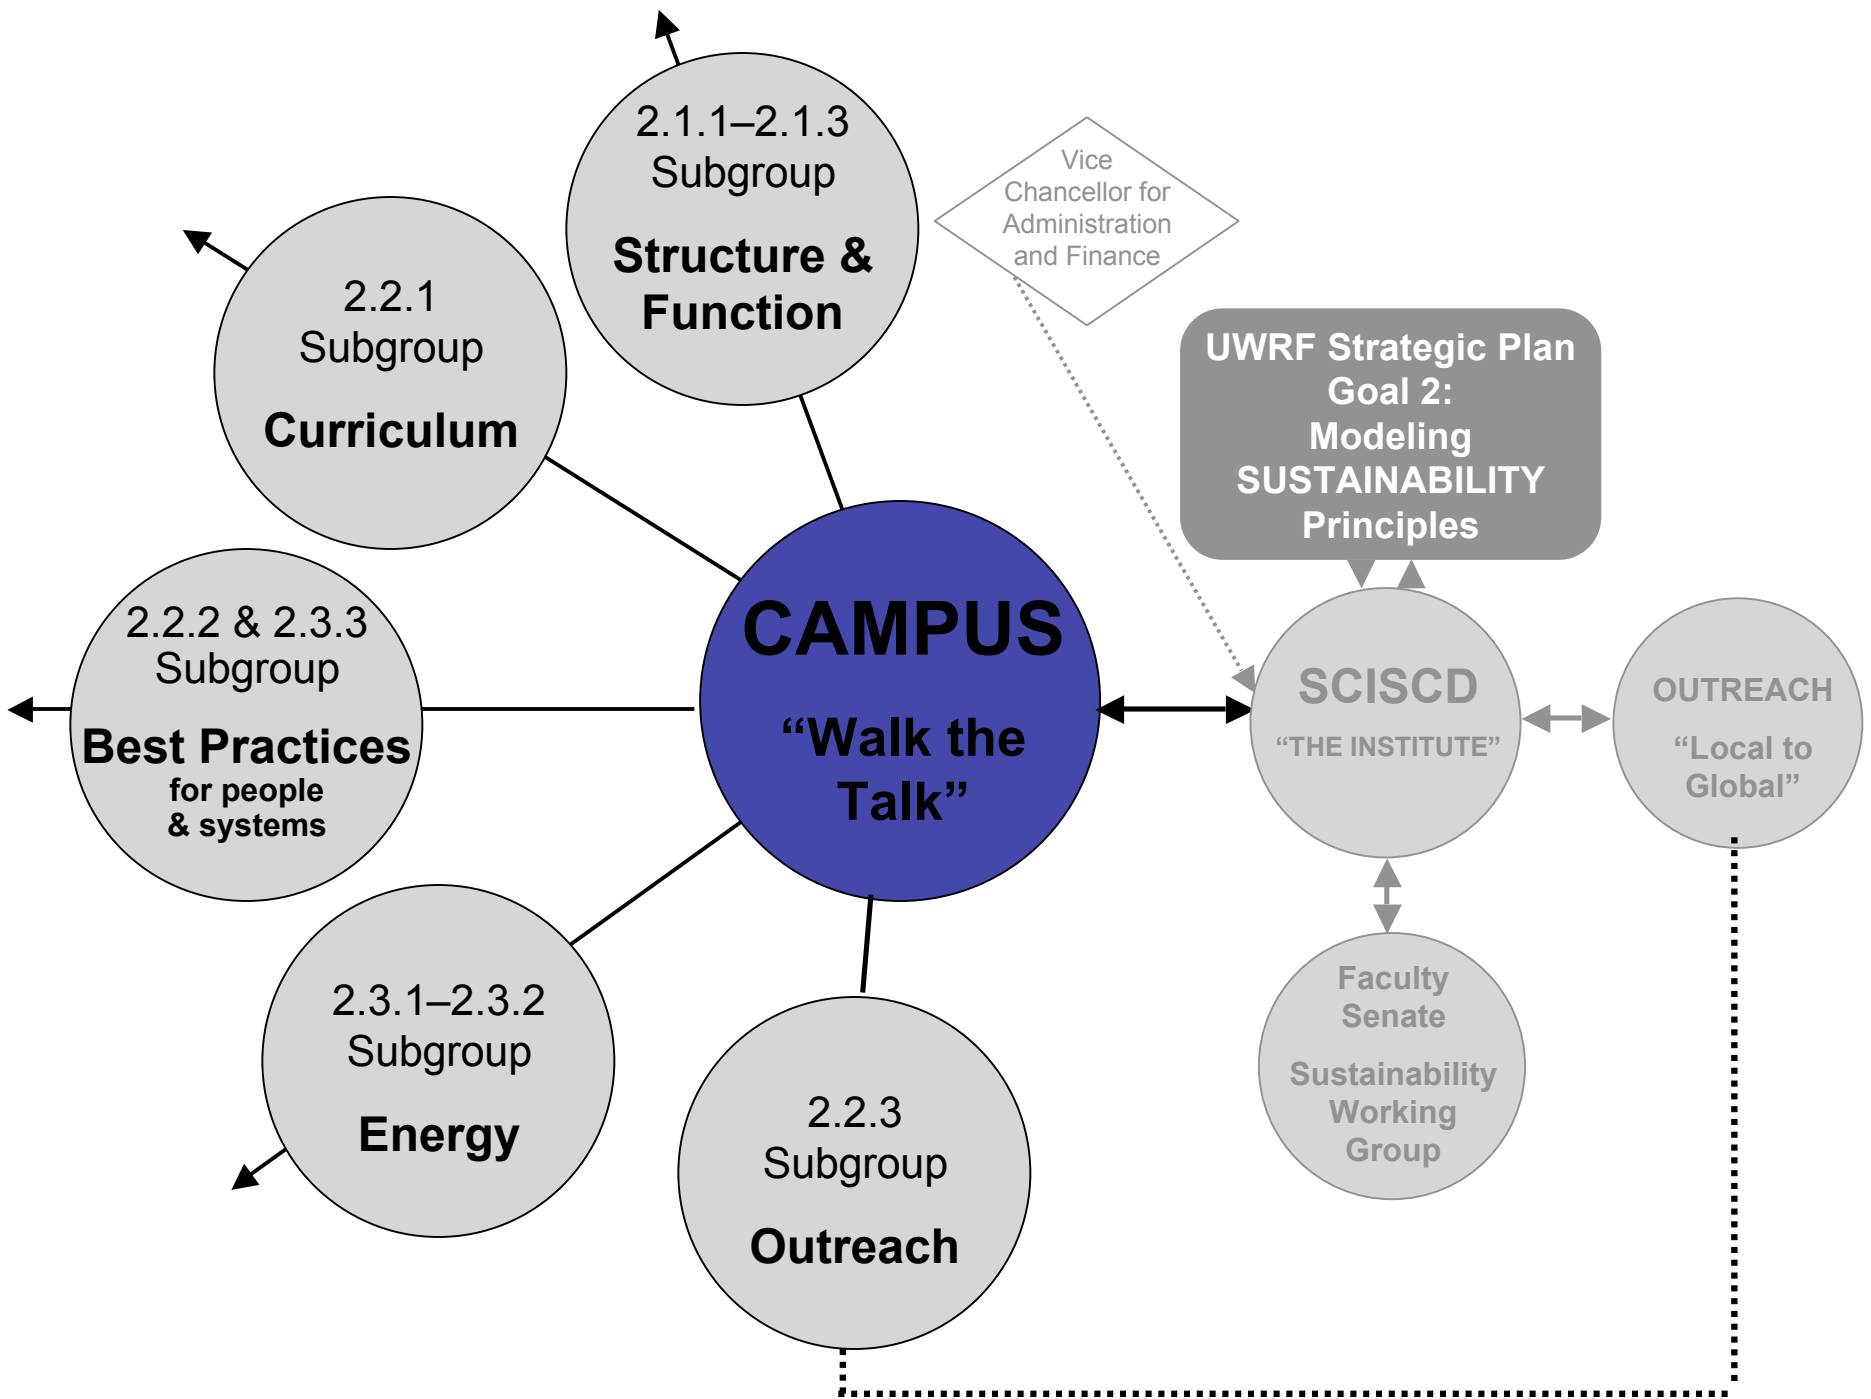 2.1.1–2.1.3
Subgroup
Structure &
Function
Vice
Chancellor for
Administration
and Finance
2.2.1
Subgroup
Curriculum
UWRF Strategic Plan
Goal 2:
Modeling
SUSTAINABILITY
Principles
2.2.2 & 2.3.3
Subgroup
Best Practices
for people
& systems
CAMPUS
“Walk the
Talk”
SCISCD
“THE INSTITUTE”
OUTREACH
“Local to
Global”
2.3.1–2.3.2
Subgroup
Energy
2.2.3
Subgroup
Outreach
Faculty
Senate
Sustainability
Working
Group